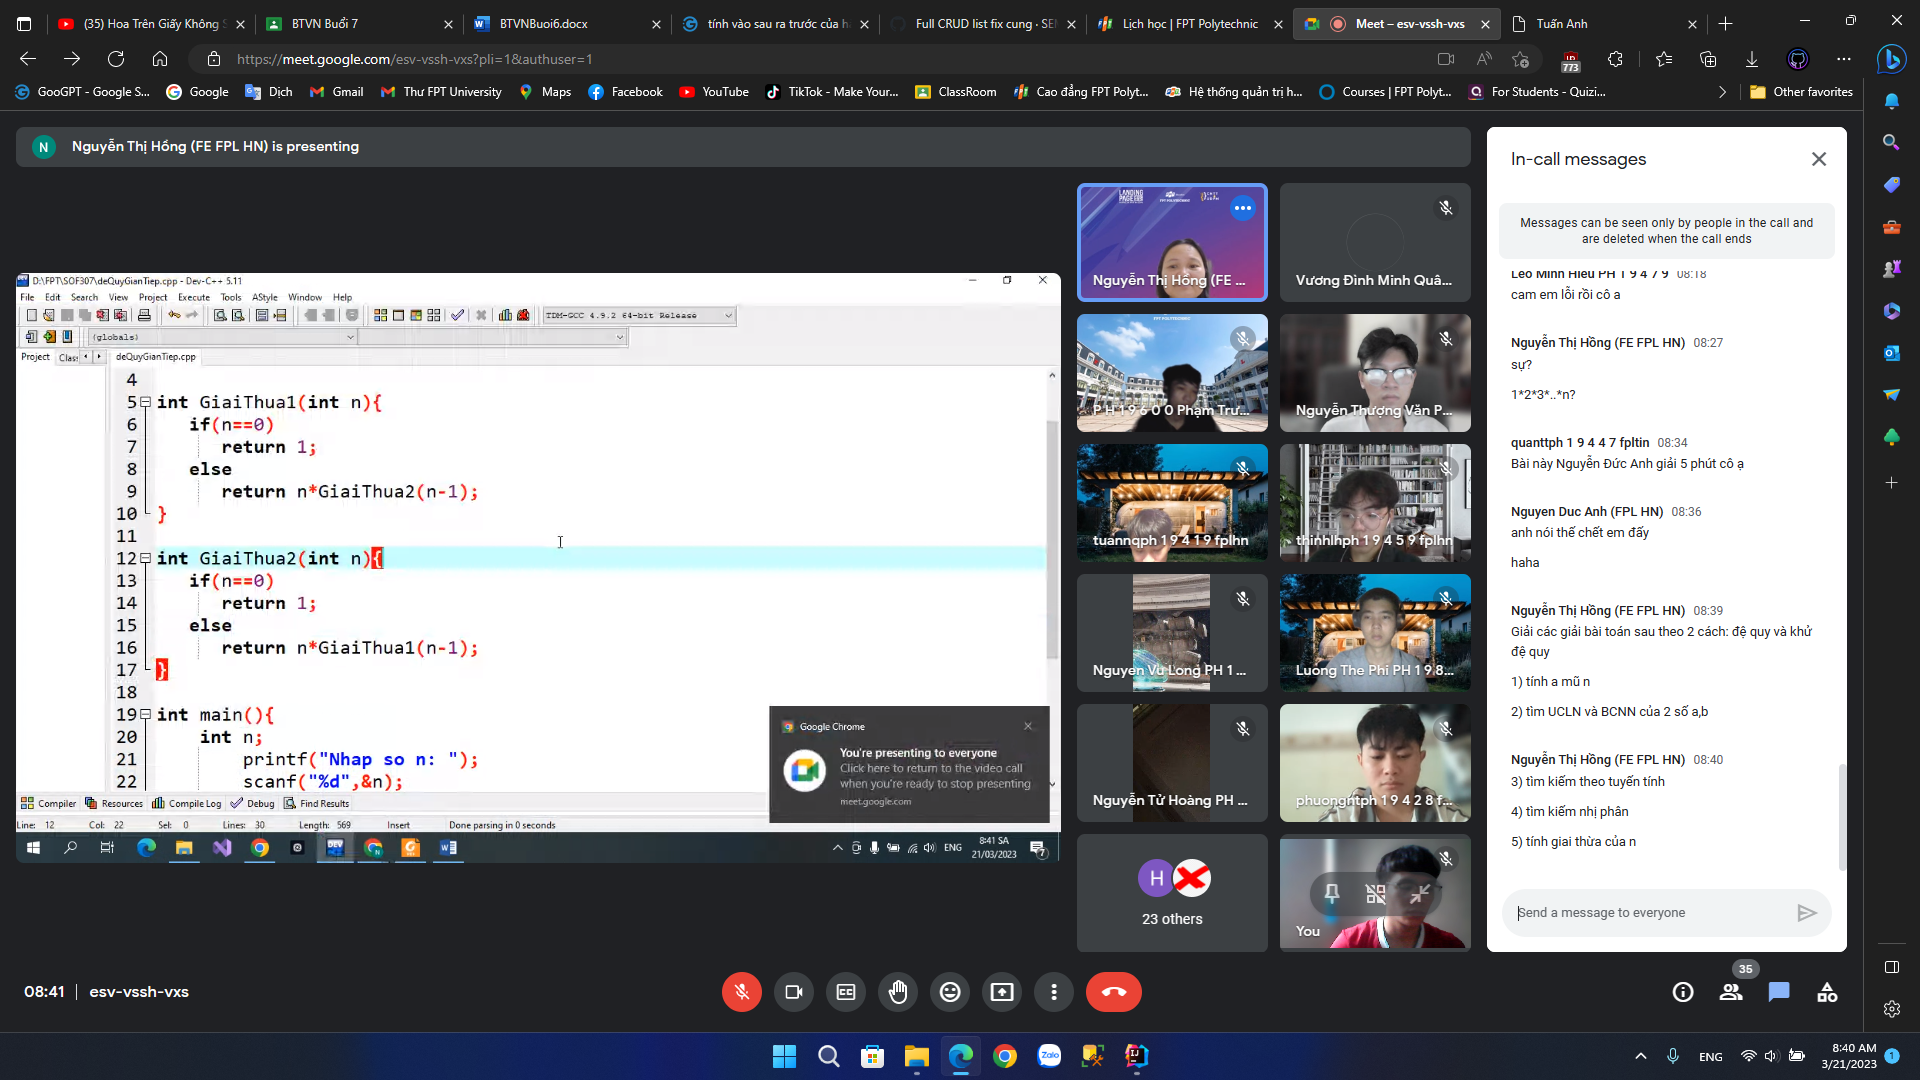 (35) Hoa Trên Giấy Không
BTVN Buổi 7
BTVNBuoi6.docx
tính vào sau ra trước của h
Full CRUD list fix cung · SE
Lịch học | FPT Polytechnic
Meet – esv-vssh-vxs
Tuấn Anh
https://meet.google.com/esv-vssh-vxs?pli=1&authuser=1
773
GooGPT - Google S...
Google
Dịch
Gmail
Thư FPT University
Maps
Facebook
YouTube
TikTok - Make Your...
ClassRoom
Cao đẳng FPT Polyt...
Hệ thống quản trị h...
Courses | FPT Polyt...
For Students - Quizi...
Other favorites
N
Nguyễn Thị Hồng (FE FPL HN) is presenting
D:\FPT\SOF307\deQuyGianTiep.cpp - Dev-C++ 5.11
File Edit Search View Project Execute Tools AStyle Window Help
TDM-GCC 4.9.2 64-bit Release
(globals)
Project Clas deQuyGianTiep.cpp
4
5 int GiaiThua1(int n){
6 if(n==0)
7 return 1;
8 else
9 return n*GiaiThua2(n-1);
10 }
11
12 int GiaiThua2(int n){
13 if(n==0)
14 return 1;
15 else
16 return n*GiaiThua1(n-1);
17 }
18
19 int main(){
20 int n;
21 printf("Nhap so n: ");
22 scanf("%d",&n);
Compiler Resources Compile Log Debug Find Results
Line: 12 Col: 22 Sel: 0 Lines: 30 Length: 569 Insert Done parsing in 0 seconds
Google Chrome
You're presenting to everyone
Click here to return to the video call
when you're ready to stop presenting
meet.google.com
DEV
ENG
8:41 SA
21/03/2023
7
Nguyễn Thị Hồng (FE ...
Vương Đình Minh Quâ...
P H 1 9 6 0 0 Phạm Trư...
Nguyễn Thượng Văn P...
tuannqph 1 9 4 1 9 fplhn
thinhlhph 1 9 4 5 9 fplhn
Nguyen Vu Long PH 1 ...
Luong The Phi PH 1 9 8...
Nguyễn Tử Hoàng PH ...
phuongntph 1 9 4 2 8 f...
H
23 others
You
In-call messages
Messages can be seen only by people in the call and
are deleted when the call ends
Leo Minh Hieu PH 1 9 4 7 9 08:18
cam em lỗi rồi cô a
Nguyễn Thị Hồng (FE FPL HN) 08:27
sự?
1*2*3*..*n?
quanttph 1 9 4 4 7 fpltin 08:34
Bài này Nguyễn Đức Anh giải 5 phút cô ạ
Nguyen Duc Anh (FPL HN) 08:36
anh nói thế chết em đấy
haha
Nguyễn Thị Hồng (FE FPL HN) 08:39
Giải các giải bài toán sau theo 2 cách: đệ quy và khử
đệ quy
1) tính a mũ n
2) tìm UCLN và BCNN của 2 số a,b
Nguyễn Thị Hồng (FE FPL HN) 08:40
3) tìm kiếm theo tuyến tính
4) tìm kiếm nhị phân
5) tính giai thừa của n
Send a message to everyone
08:41 | esv-vssh-vxs
35
Zalo
ENG
8:40 AM
3/21/2023
1